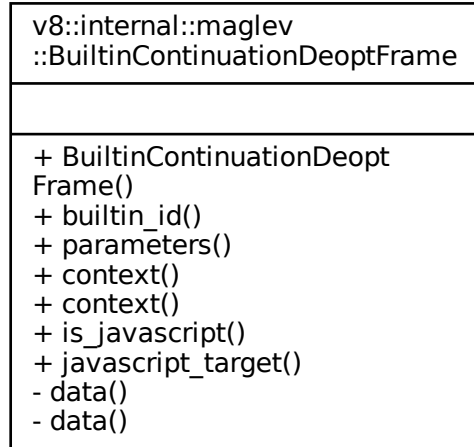 v8::internal::maglev
::BuiltinContinuationDeoptFrame
+ BuiltinContinuationDeopt
Frame()
+ builtin_id()
+ parameters()
+ context()
+ context()
+ is_javascript()
+ javascript_target()
- data()
- data()